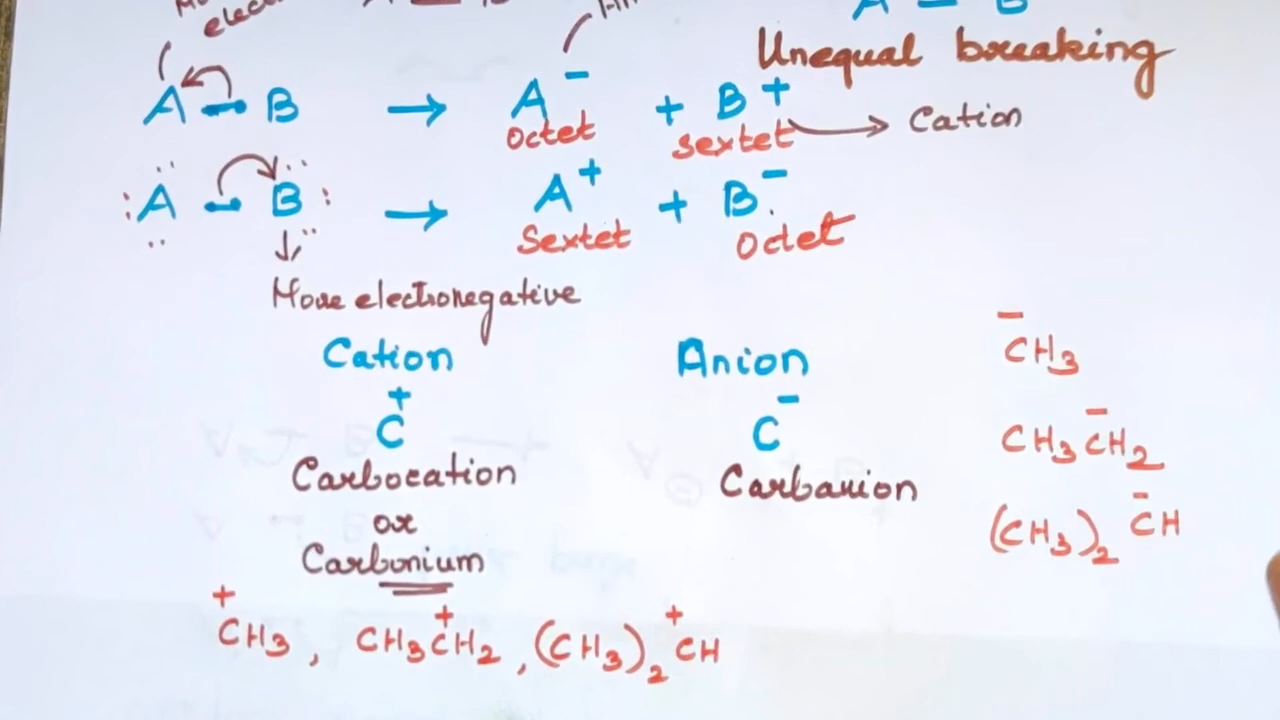 elect
A – B
Unequal breaking
A – B → A⁻ + B⁺ → Cation
Octet sextet
:A – B: → A⁺ + B⁻
Sextet Octet
More electronegative
Cation Anion
C⁺ C⁻
Carbocation Carbanion
or
Carbonium
⁺CH₃, CH₃⁺CH₂, (CH₃)₂⁺CH
⁻CH₃
CH₃⁻CH₂
(CH₃)₂⁻CH